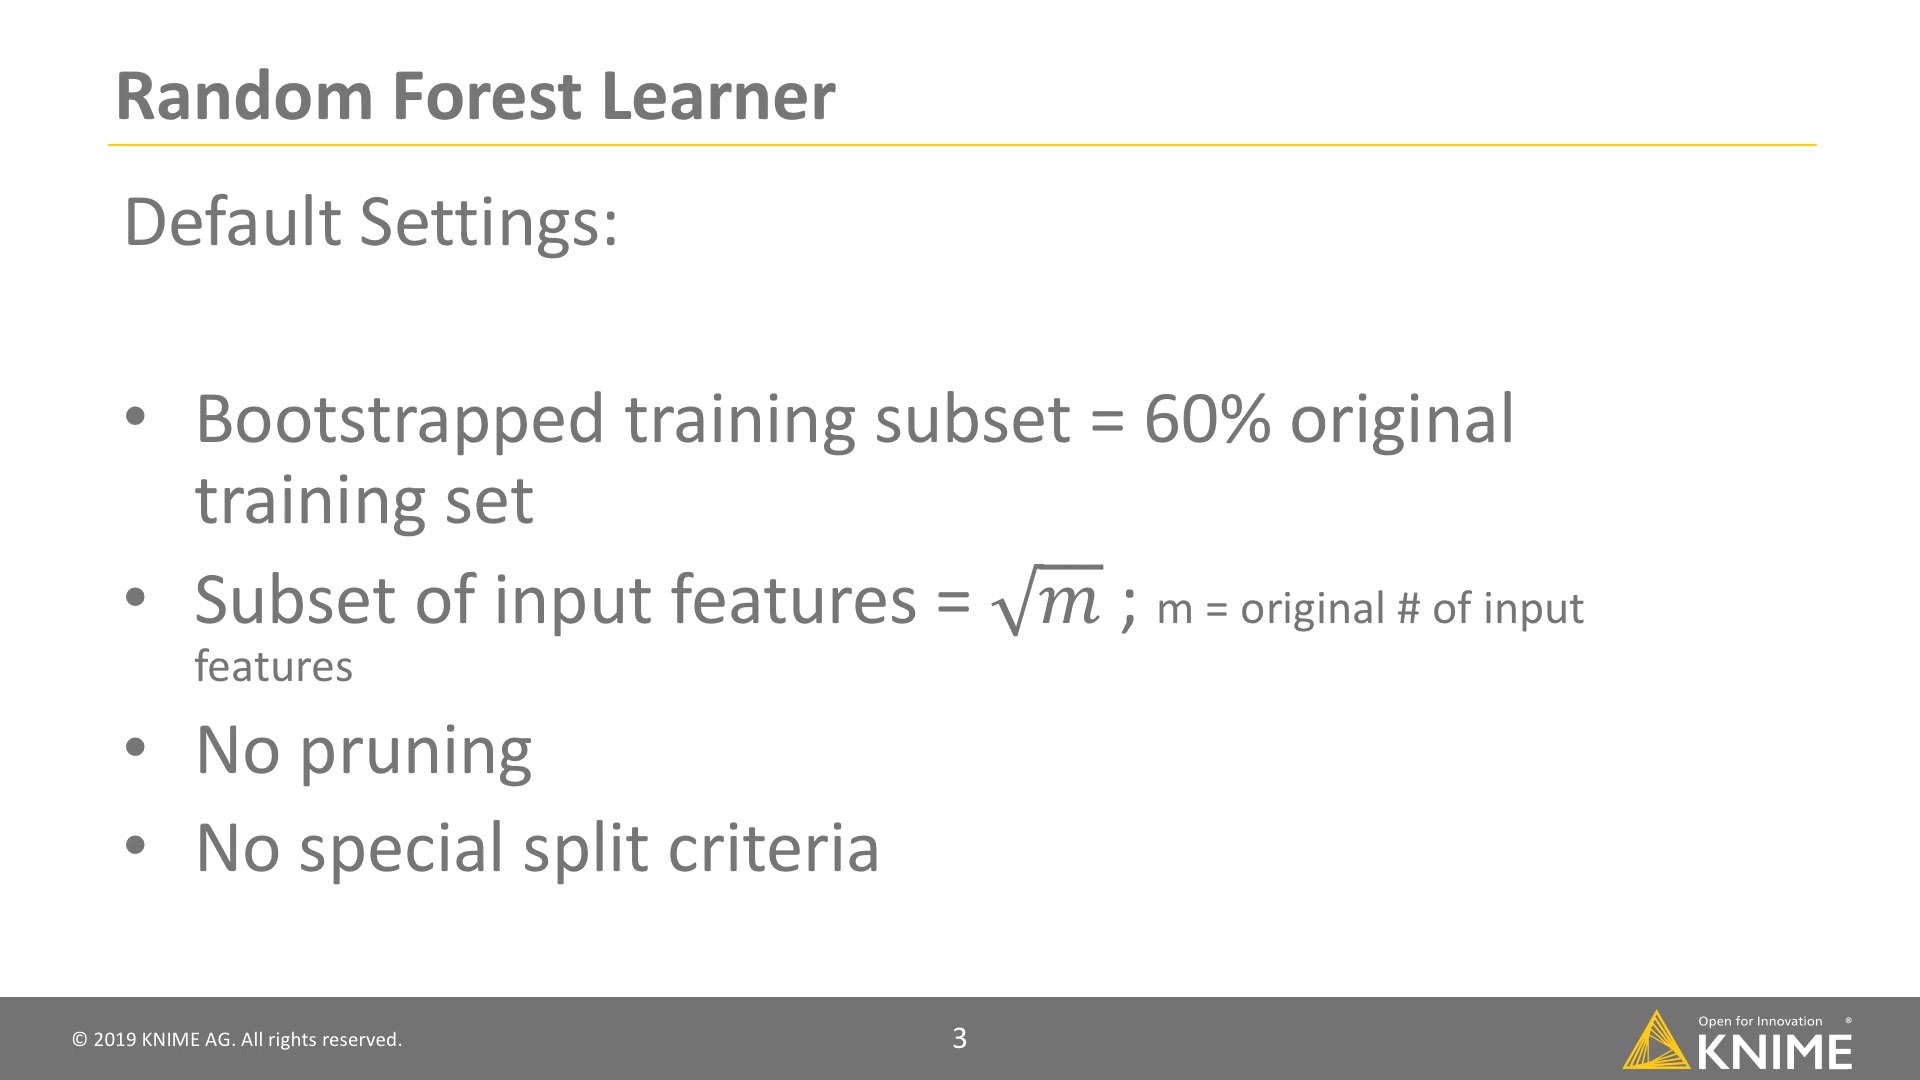 Random Forest Learner
Default Settings:
• Bootstrapped training subset = 60% original
training set
• Subset of input features = √m ; m = original # of input
features
• No pruning
• No special split criteria
© 2019 KNIME AG. All rights reserved.
3
Open for Innovation ®
KNIME